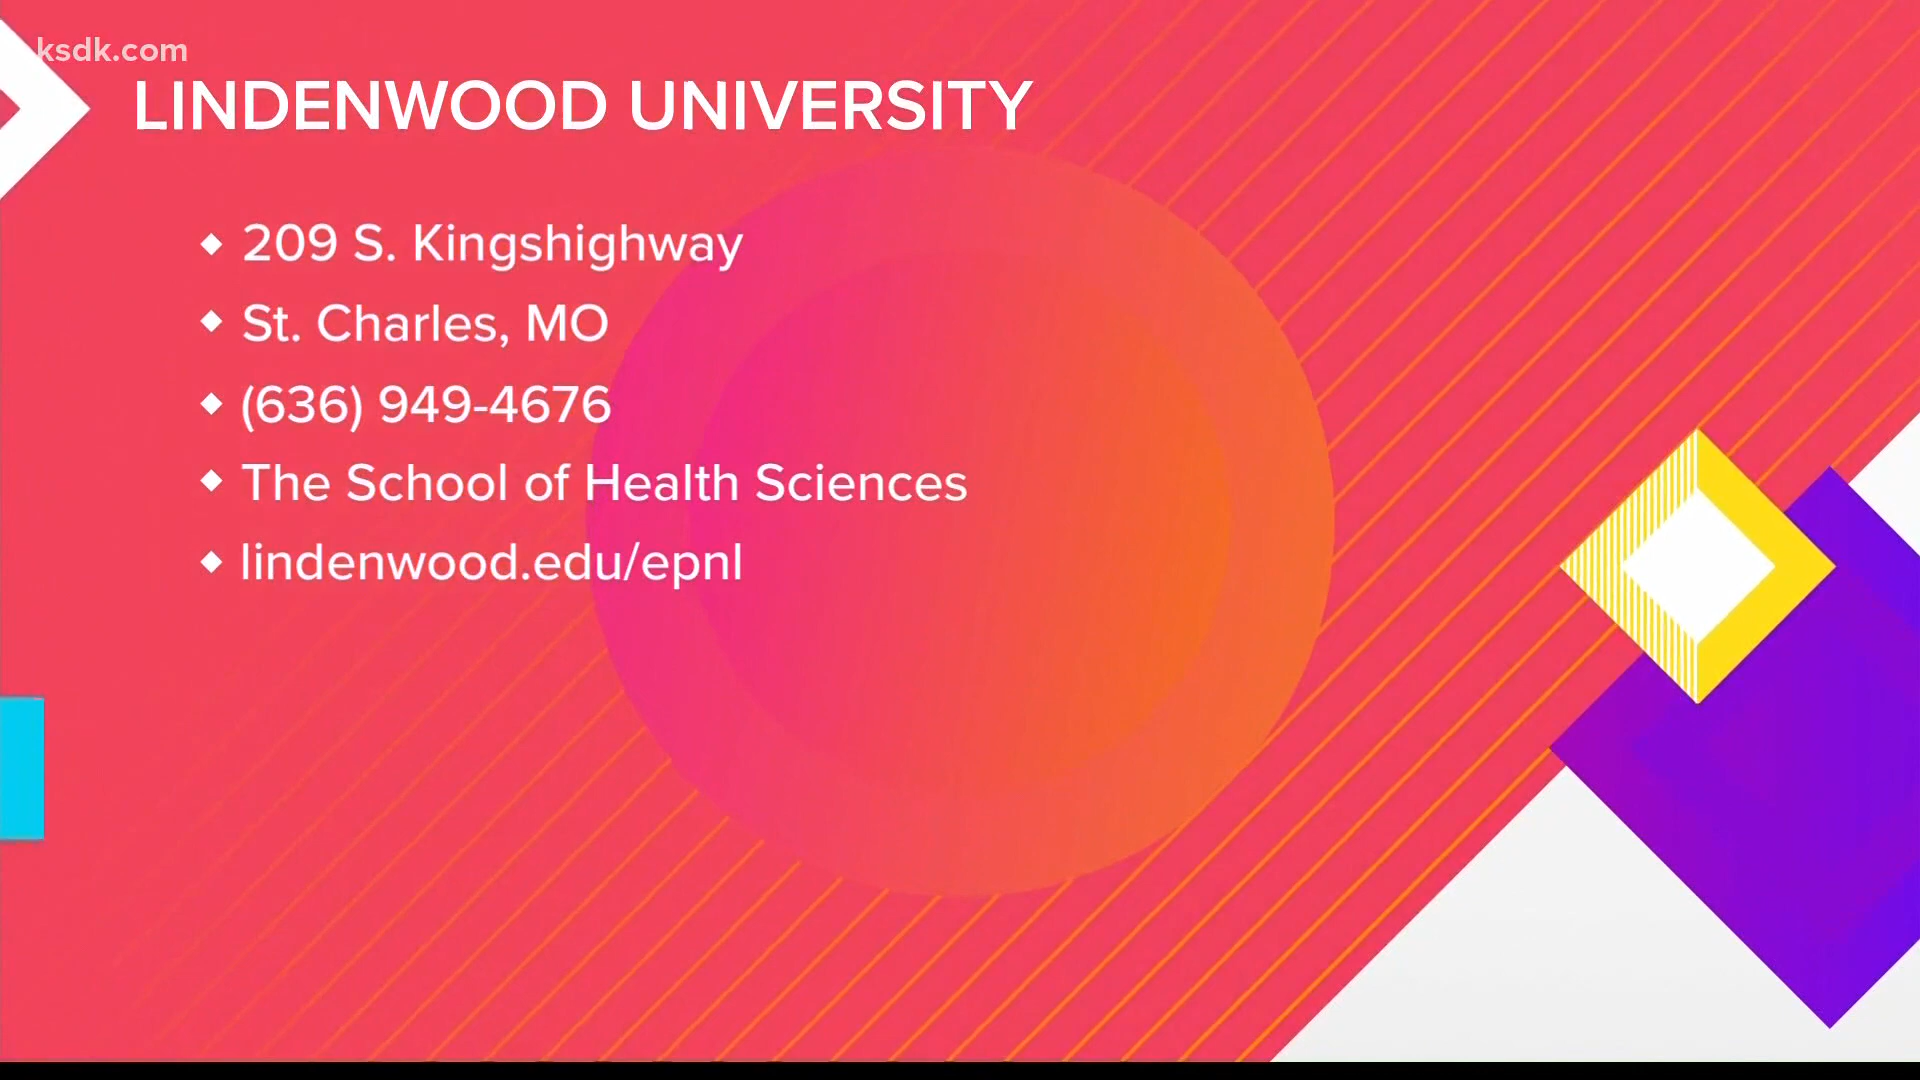 ksdk.com
LINDENWOOD UNIVERSITY
209 S. Kingshighway
St. Charles, MO
(636) 949-4676
The School of Health Sciences
lindenwood.edu/epnl